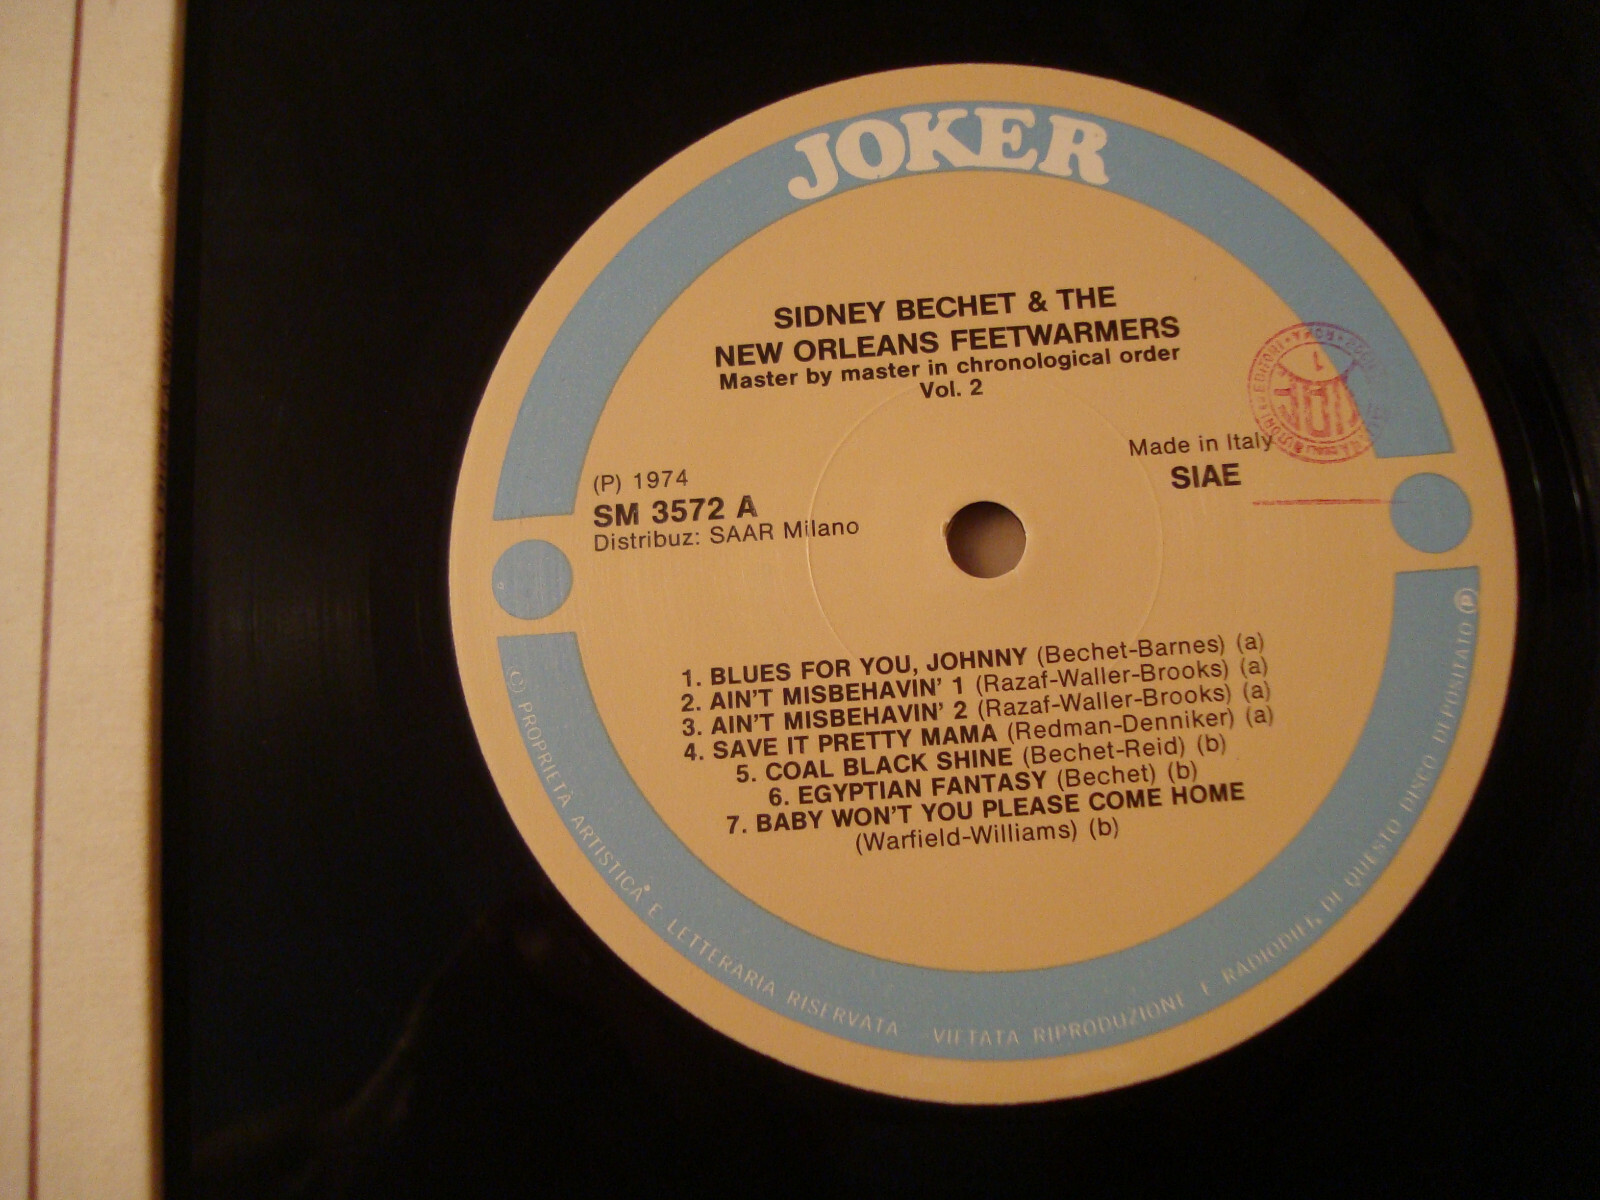 JOKER
SIDNEY BECHET & THE
NEW ORLEANS FEETWARMERS
Master by master in chronological order
Vol. 2
Made in Italy
SIAE
(P) 1974
SM 3572 A
Distribuz: SAAR Milano
1. BLUES FOR YOU, JOHNNY (Bechet-Barnes) (a)
2. AIN'T MISBEHAVIN' 1 (Razaf-Waller-Brooks) (a)
3. AIN'T MISBEHAVIN' 2 (Razaf-Waller-Brooks) (a)
4. SAVE IT PRETTY MAMA (Redman-Denniker) (a)
5. COAL BLACK SHINE (Bechet-Reid) (b)
6. EGYPTIAN FANTASY (Bechet) (b)
7. BABY WON'T YOU PLEASE COME HOME
(Warfield-Williams) (b)
© PROPRIETÀ ARTISTICA E LETTERARIA RISERVATA - VIETATA RIPRODUZIONE E RADIODIF. DI QUESTO DISCO DEPOSITATO ℗